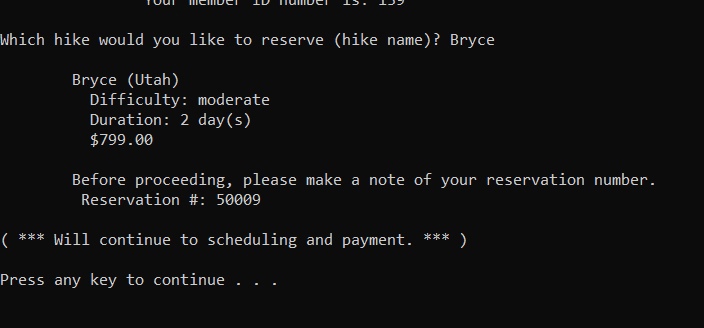 Your member ID number is: 159
Which hike would you like to reserve (hike name)? Bryce
Bryce (Utah)
Difficulty: moderate
Duration: 2 day(s)
$799.00
Before proceeding, please make a note of your reservation number.
Reservation #: 50009
( *** Will continue to scheduling and payment. *** )
Press any key to continue . . .